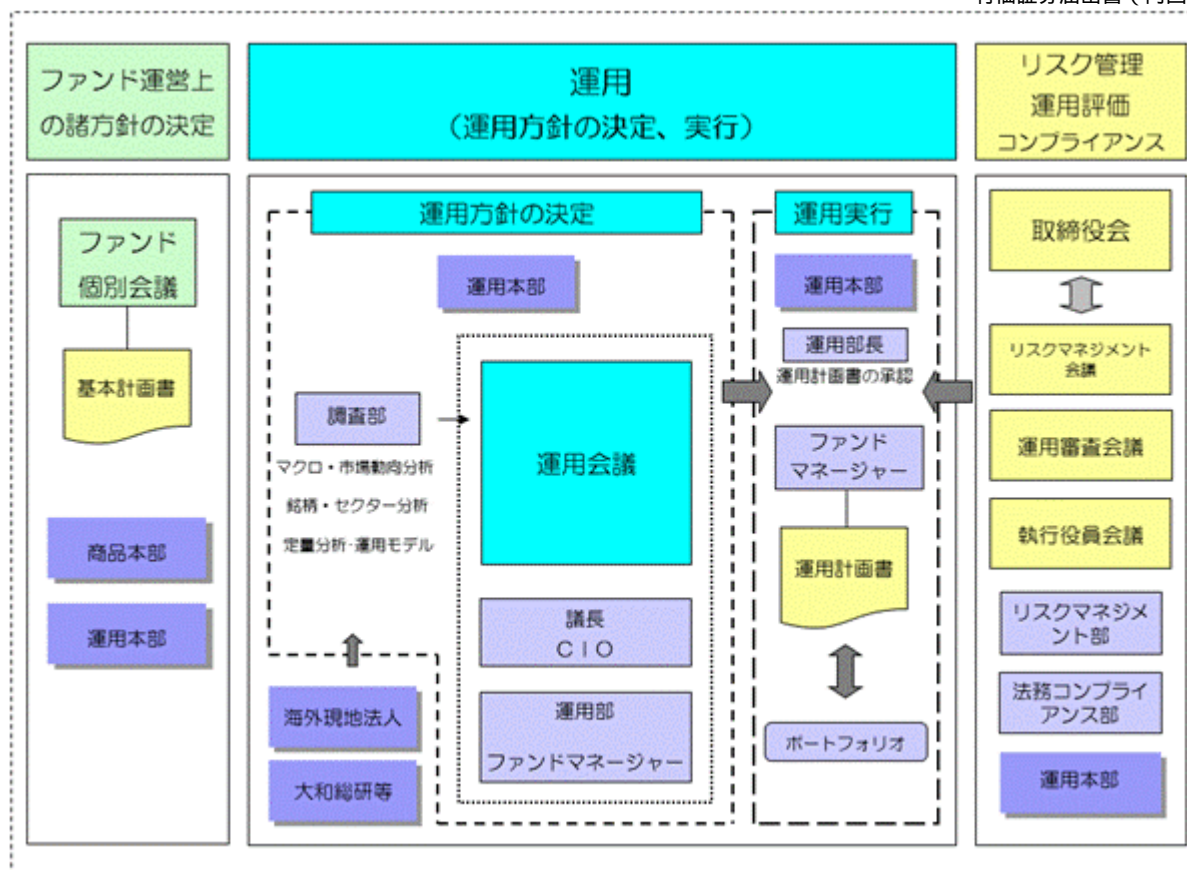 ファンド運営上
の諸方針の決定
運用
(運用方針の決定、実行)
リスク管理
運用評価
コンプライアンス
ファンド
個別会議
基本計画書
商品本部
運用本部
運用方針の決定
運用本部
調査部
マクロ・市場動向分析
銘柄・セクター分析
定量分析・運用モデル
運用会議
議長
CIO
運用部
ファンドマネージャー
海外現地法人
大和総研等
運用実行
運用本部
運用部長
運用計画書の承認
ファンド
マネージャー
運用計画書
ポートフォリオ
取締役会
リスクマネジメント
会議
運用審査会議
執行役員会議
リスクマネジメ
ント部
法務コンプライ
アンス部
運用本部